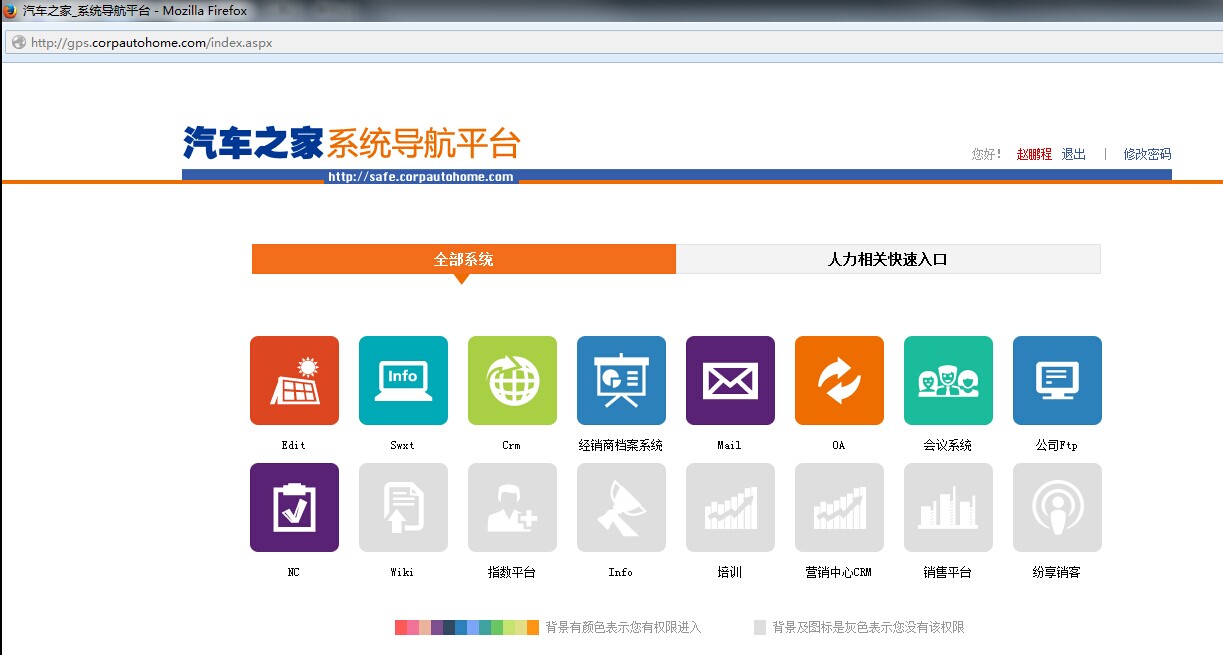 汽车之家_系统导航平台 - Mozilla Firefox
http://gps.corpautohome.com/index.aspx
汽车之家系统导航平台
您好! 赵鹏程 退出 | 修改密码
http://safe.corpautohome.com
全部系统 人力相关快速入口
Info
Edit Swxt Crm 经销商档案系统 Mail OA 会议系统 公司Ftp
NC Wiki 指数平台 Info 培训 营销中心CRM 销售平台 纷享销客
背景有颜色表示您有权限进入 背景及图标是灰色表示您没有该权限